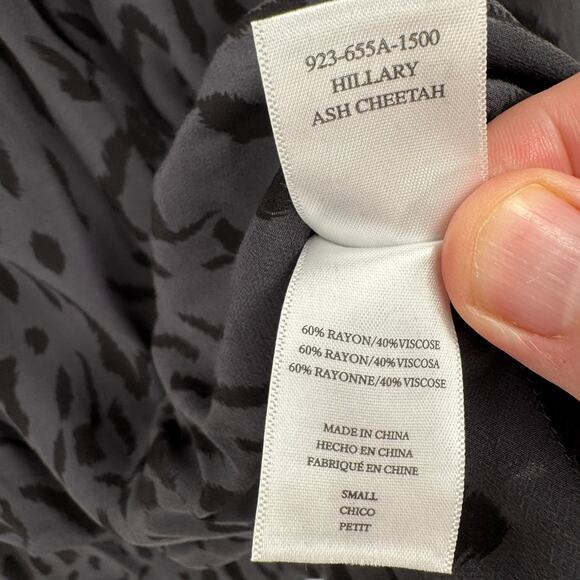 923-655A-1500
HILLARY
ASH CHEETAH
60% RAYON/40% VISCOSE
60% RAYON/40% VISCOSA
60% RAYONNE/40% VISCOSE
MADE IN CHINA
HECHO EN CHINA
FABRIQUÉ EN CHINE
SMALL
CHICO
PETIT